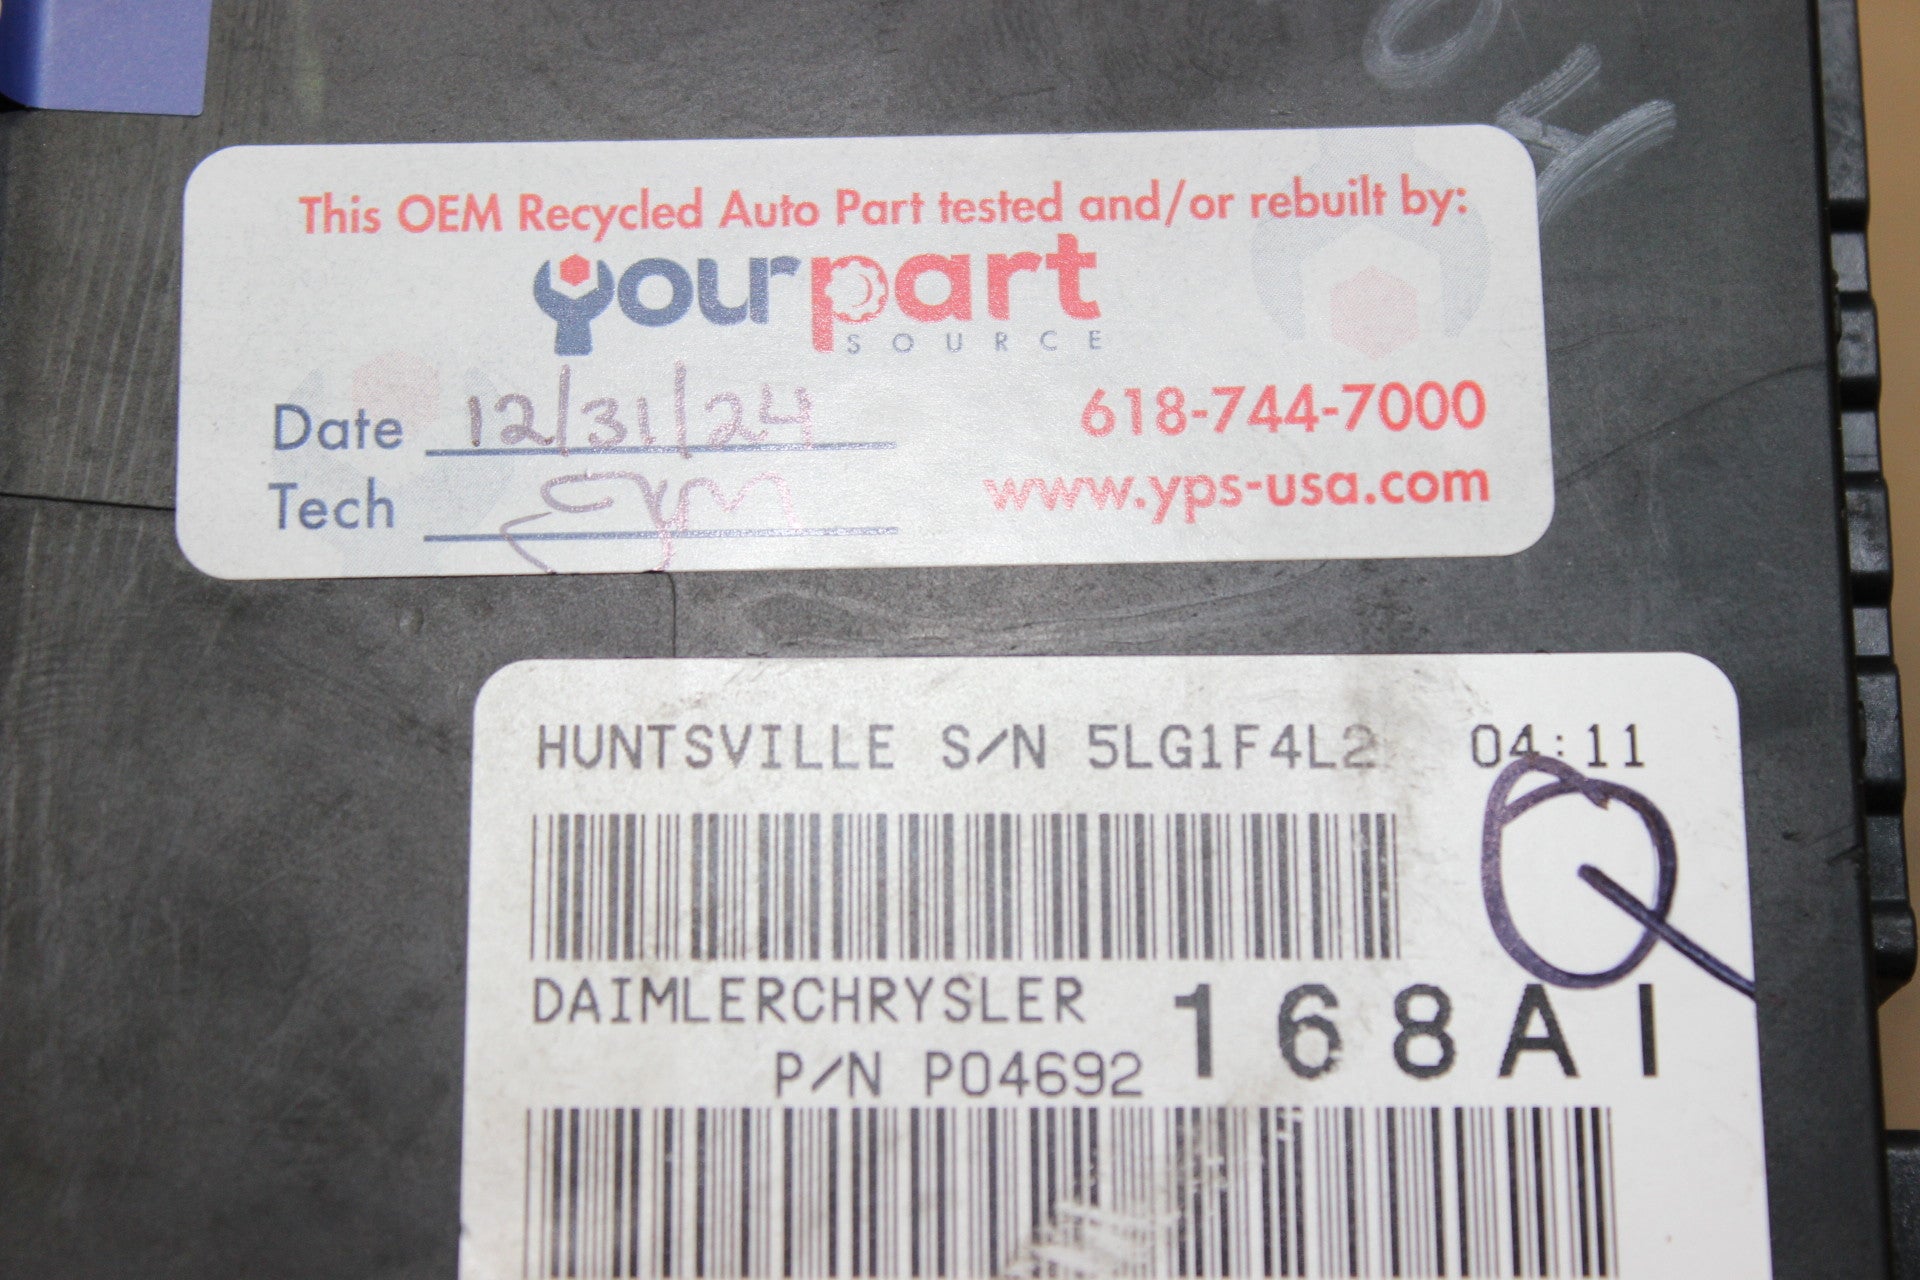 This OEM Recycled Auto Part tested and/or rebuilt by:
yourpart
SOURCE
Date 12/31/24
618-744-7000
Tech
www.yps-usa.com
HUNTSVILLE S/N 5LG1F4L2 04:11
DAIMLERCHRYSLER 168AI
P/N P04692